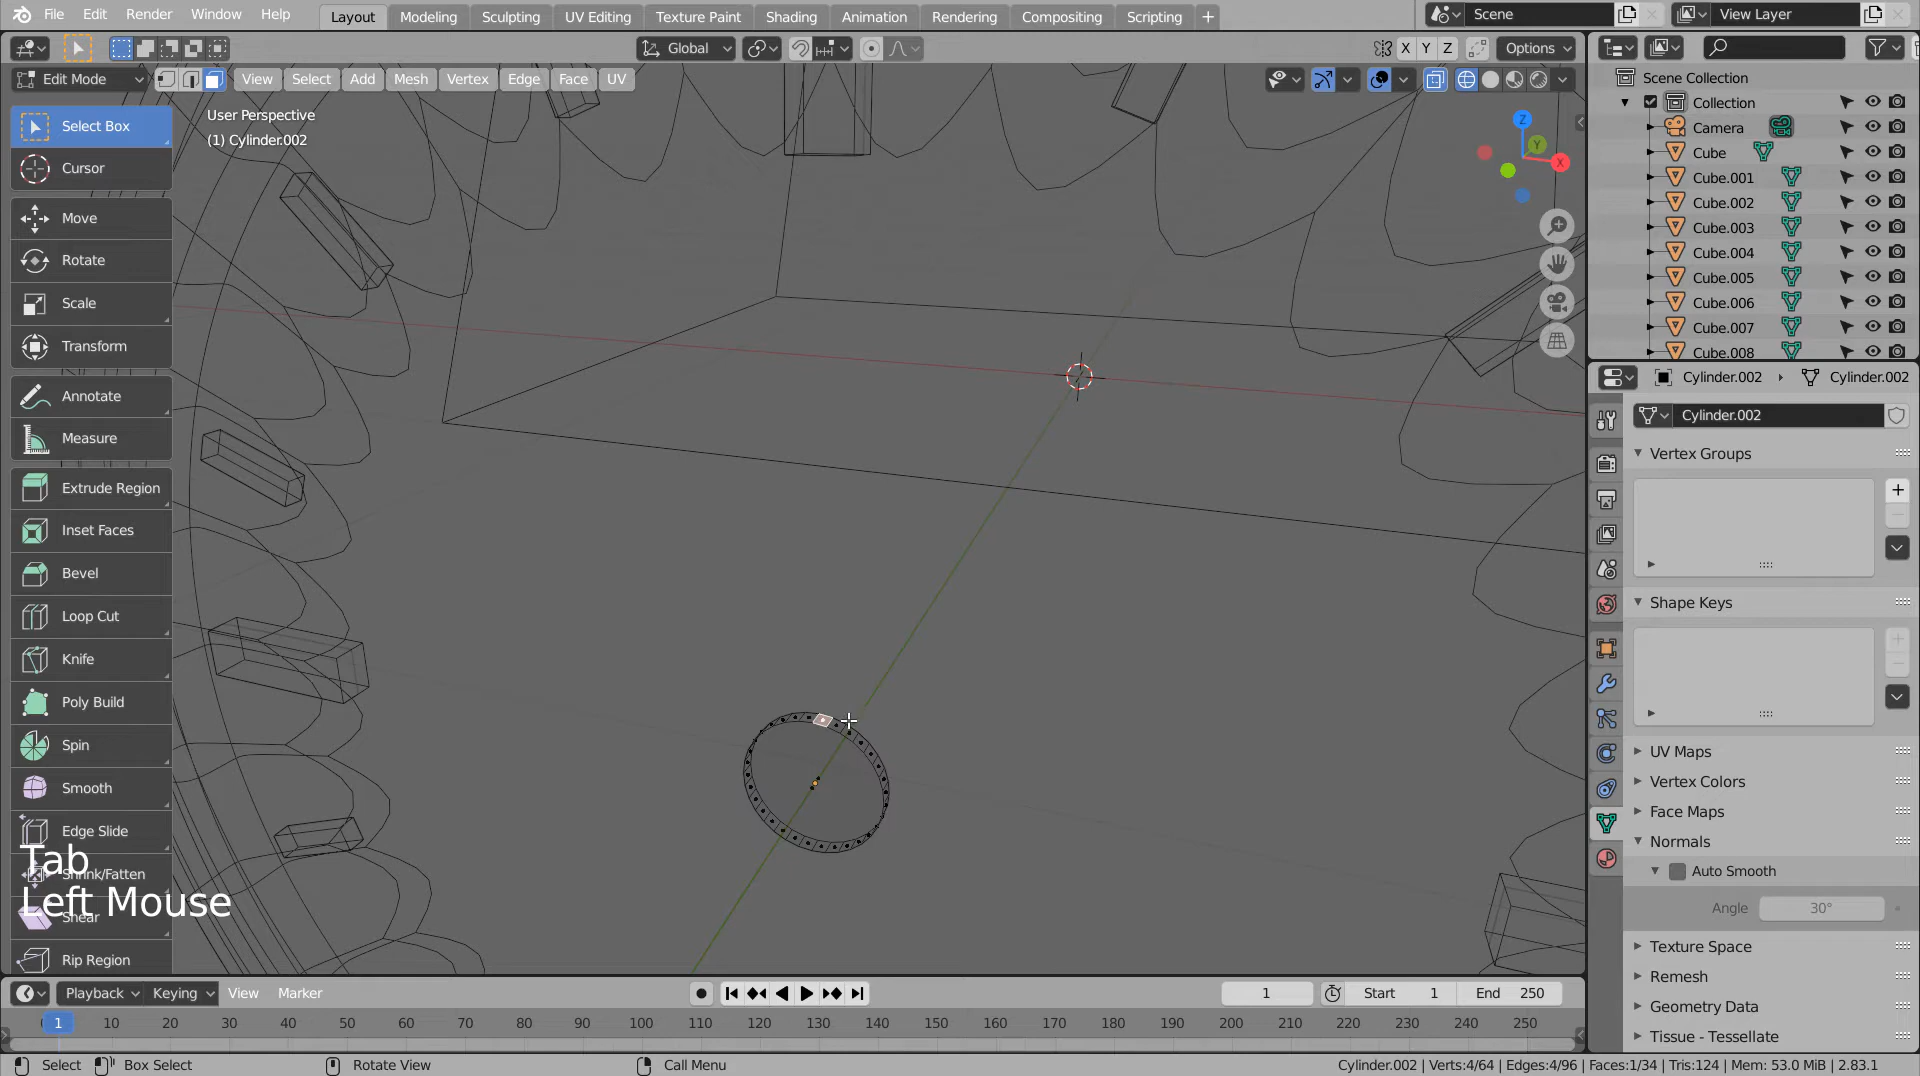 File Edit Render Window Help Layout Modeling Sculpting UV Editing Texture Paint Shading Animation Rendering Compositing Scripting + Scene View Layer
Global X Y Z Options
Edit Mode View Select Add Mesh Vertex Edge Face UV
User Perspective
(1) Cylinder.002
Z
Y
X
Select Box
Cursor
Move
Rotate
Scale
Transform
Annotate
Measure
Extrude Region
Inset Faces
Bevel
Loop Cut
Knife
Poly Build
Spin
Smooth
Edge Slide
Shrink/Fatten
Shear
Rip Region
Tab
Left Mouse
Scene Collection
Collection
Camera
Cube
Cube.001
Cube.002
Cube.003
Cube.004
Cube.005
Cube.006
Cube.007
Cube.008
Cylinder.002 Cylinder.002
Cylinder.002
Vertex Groups
Shape Keys
UV Maps
Vertex Colors
Face Maps
Normals
Auto Smooth
Angle 30°
Texture Space
Remesh
Geometry Data
Tissue - Tessellate
Playback Keying View Marker 1 Start 1 End 250
1 10 20 30 40 50 60 70 80 90 100 110 120 130 140 150 160 170 180 190 200 210 220 230 240 250
Select Box Select Rotate View Call Menu Cylinder.002 | Verts:4/64 | Edges:4/96 | Faces:1/34 | Tris:124 | Mem: 53.0 MiB | 2.83.1